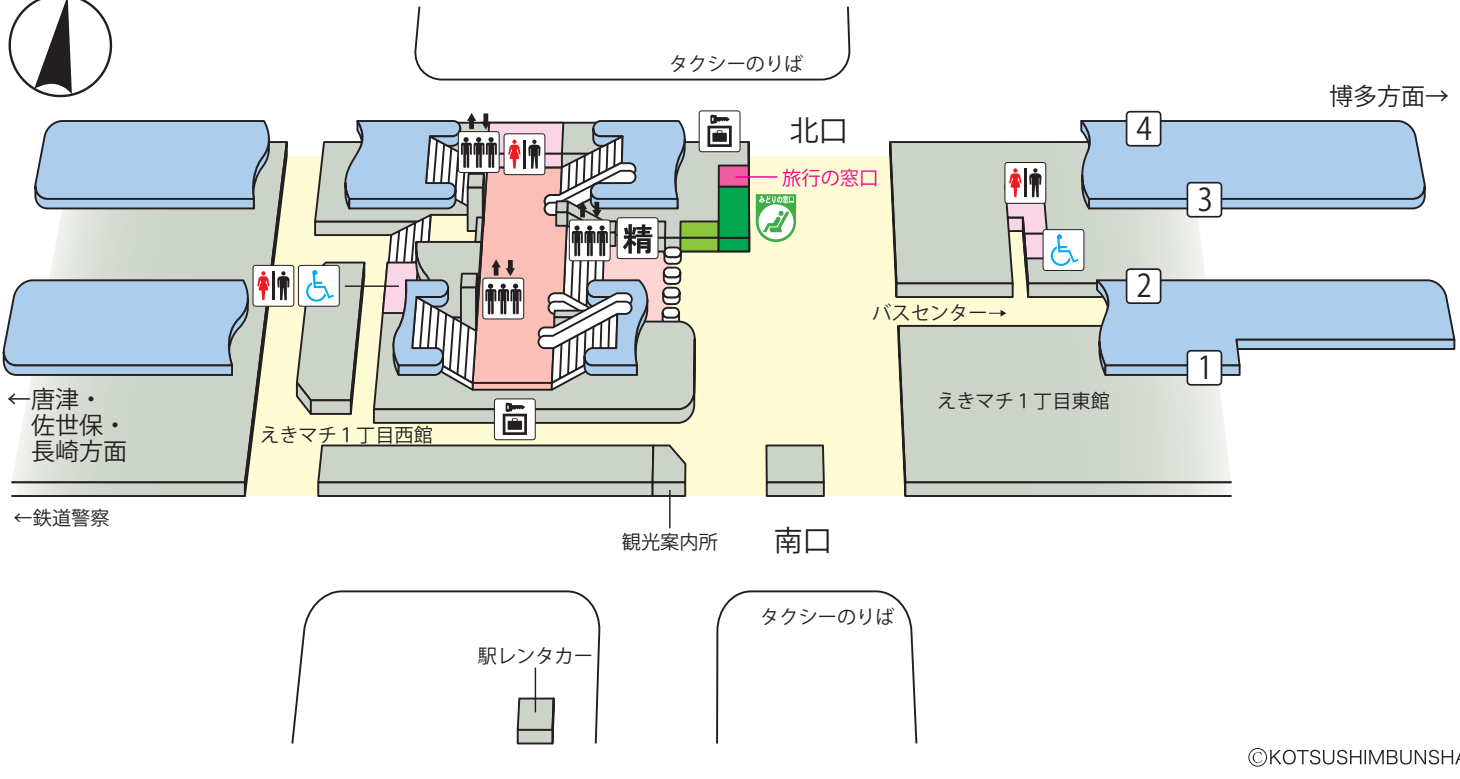 タクシーのりば
博多方面→
北口
4
旅行の窓口
3
みどりの窓口
精
2
バスセンター→
1
←唐津・
佐世保・
長崎方面
えきマチ1丁目東館
えきマチ1丁目西館
←鉄道警察
観光案内所
南口
タクシーのりば
駅レンタカー
©KOTSUSHIMBUNSHA